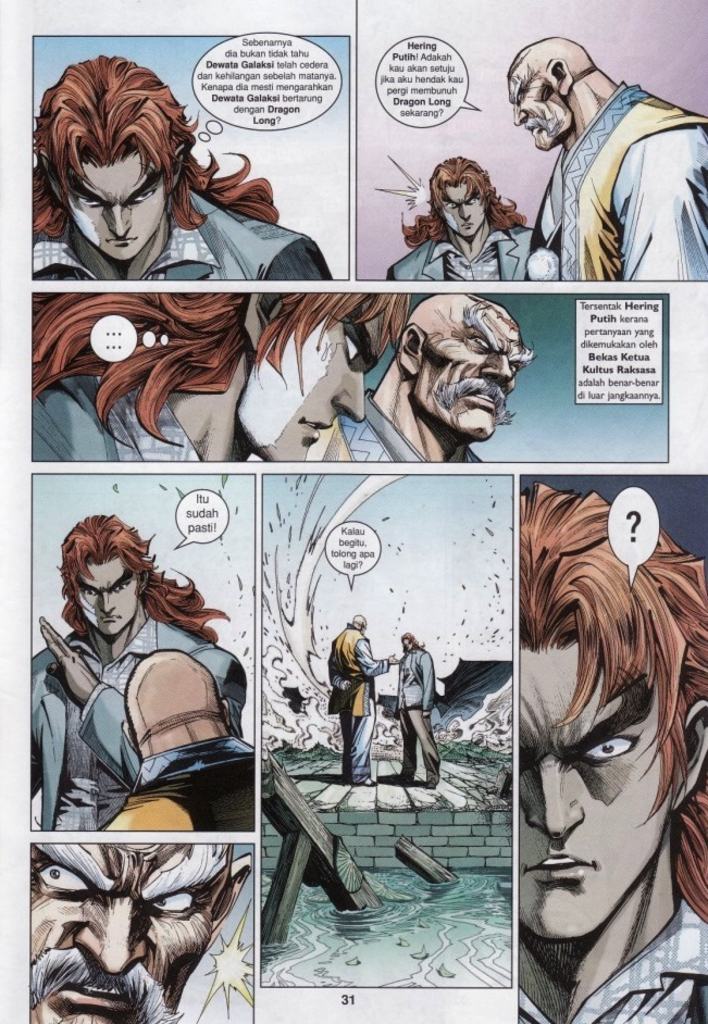 Sebenarnya
dia bukan tidak tahu
Dewata Galaksi telah cedera
dan kehilangan sebelah matanya.
Kenapa dia mesti mengarahkan
Dewata Galaksi bertarung
dengan Dragon
Long?
Hering
Putih! Adakah
kau akan setuju
jika aku hendak kau
pergi membunuh
Dragon Long
sekarang?
...
...
Tersentak Hering
Putih kerana
pertanyaan yang
dikemukakan oleh
Bekas Ketua
Kultus Raksasa
adalah benar-benar
di luar jangkaannya.
Itu
sudah
pasti!
Kalau
begitu,
tolong apa
lagi?
?
31